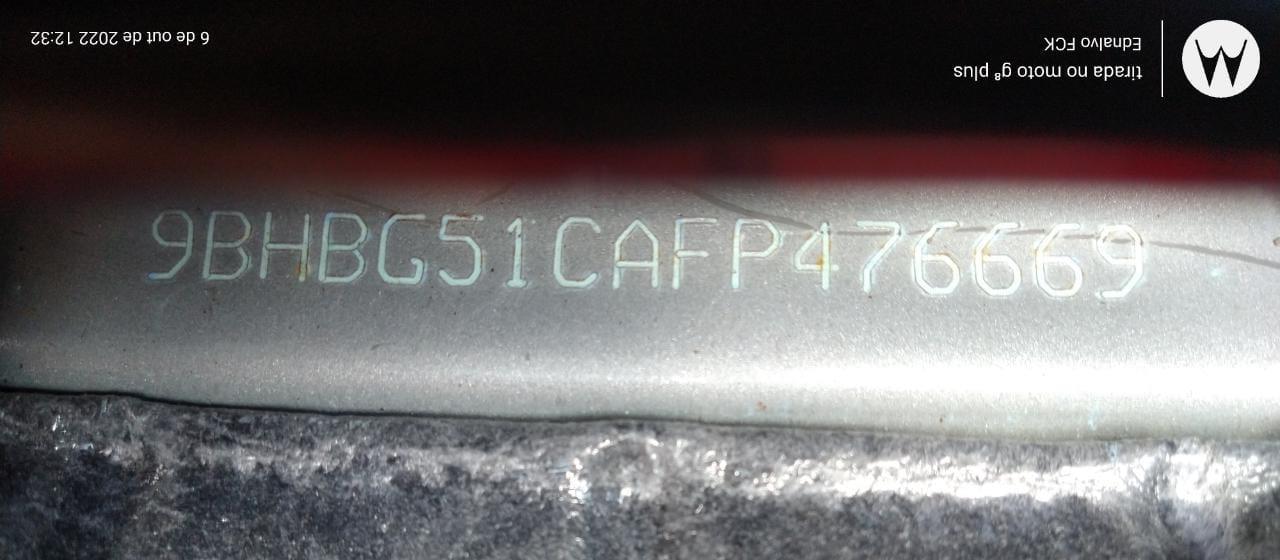 9BHBG51CAFP476669
tirada no moto g⁸ plus
Ednalvo FCK
6 de out de 2022 12:32